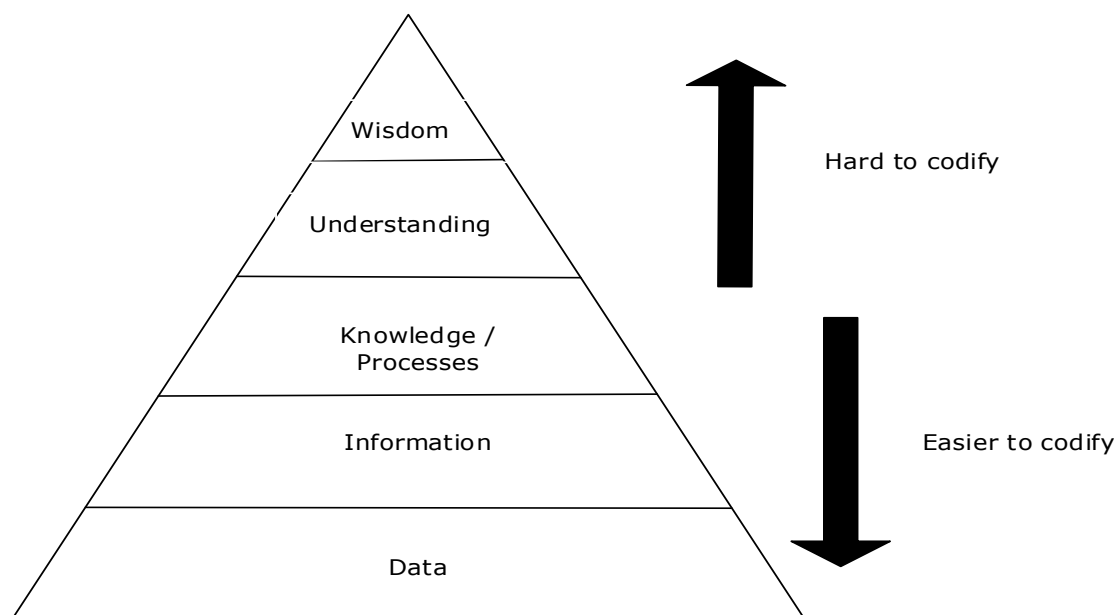 Wisdom
Hard to codify
Understanding
Knowledge /
Processes
Information
Easier to codify
Data